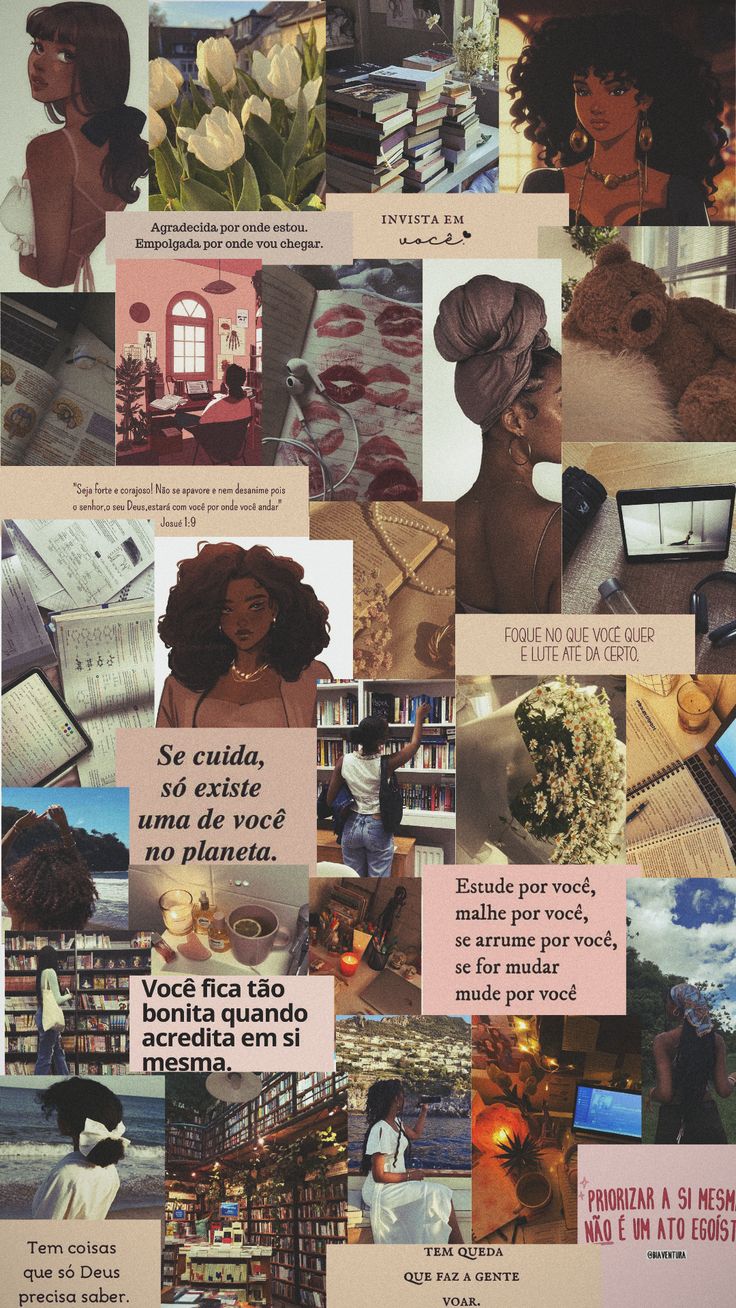 Agradecida por onde estou.
Empolgada por onde vou chegar.
INVISTA EM
você.
"Seja forte e corajoso! Não se apavore e nem desanime pois
o senhor,o seu Deus,estará com você por onde você andar"
Josué 1:9
FOQUE NO QUE VOCÊ QUER
E LUTE ATE DA CERTO.
Se cuida,
só existe
uma de você
no planeta.
Estude por você,
malhe por você,
se arrume por você,
se for mudar
mude por você
Você fica tão
bonita quando
acredita em si
mesma.
PRIORIZAR A SI MESMA
NÃO É UM ATO EGOÍST
@BIAVENTURA
Tem coisas
que só Deus
precisa saber.
TEM QUEDA
QUE FAZ A GENTE
VOAR.